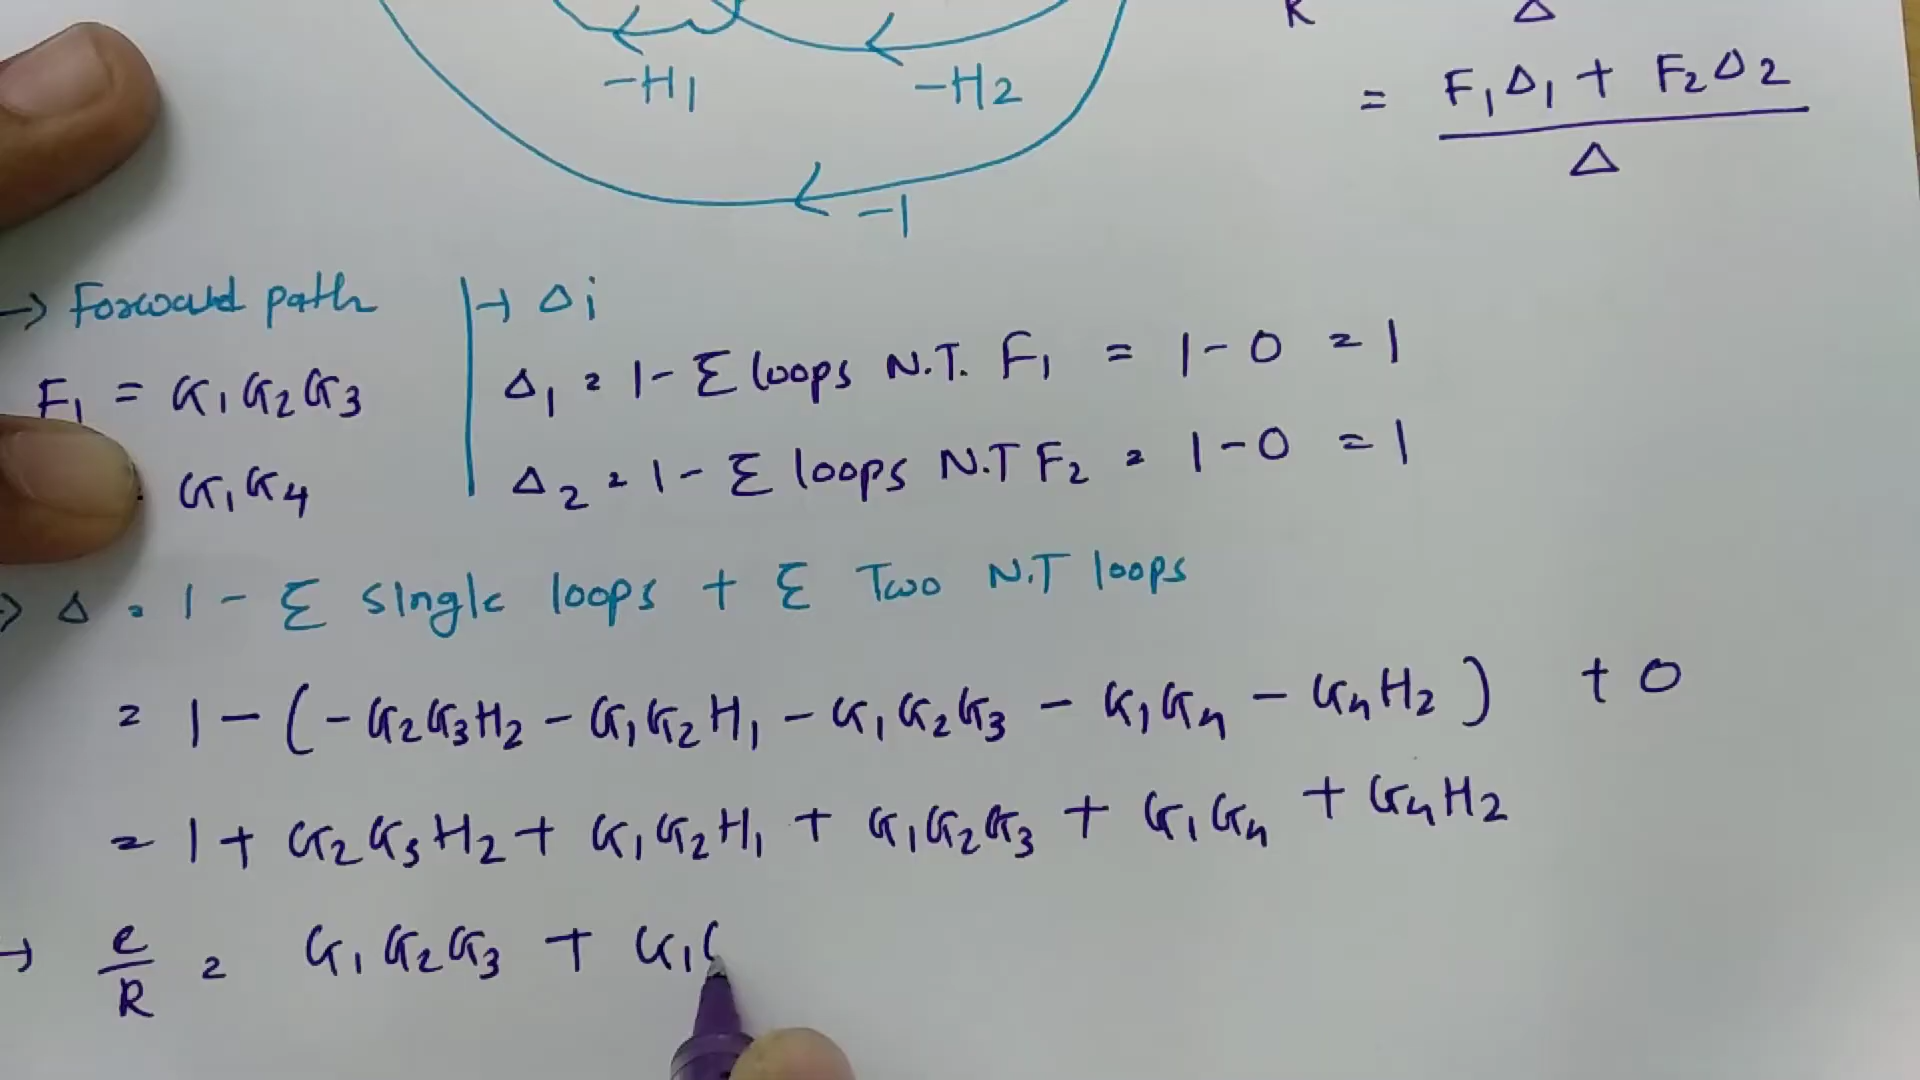 R Δ
-H1 -H2
= F1Δ1 + F2Δ2
Δ
-1
→ Forward path
F1 = G1G2G3
G1G4
→ Δi
Δ1 = 1 - Σ loops N.T. F1 = 1 - 0 = 1
Δ2 = 1 - Σ loops N.T F2 = 1 - 0 = 1
→ Δ = 1 - Σ single loops + Σ Two N.T loops
= 1 - (-G2G3H2 - G1G2H1 - G1G2G3 - G1G4 - G4H2) + 0
= 1 + G2G3H2 + G1G2H1 + G1G2G3 + G1G4 + G4H2
→ C/R = G1G2G3 + G1